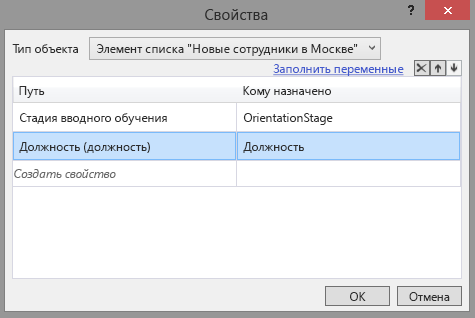 Свойства
Тип объекта Элемент списка "Новые сотрудники в Москве"
Заполнить переменные
Путь Кому назначено
Стадия вводного обучения OrientationStage
Должность (должность) Должность
Создать свойство
OK Отмена